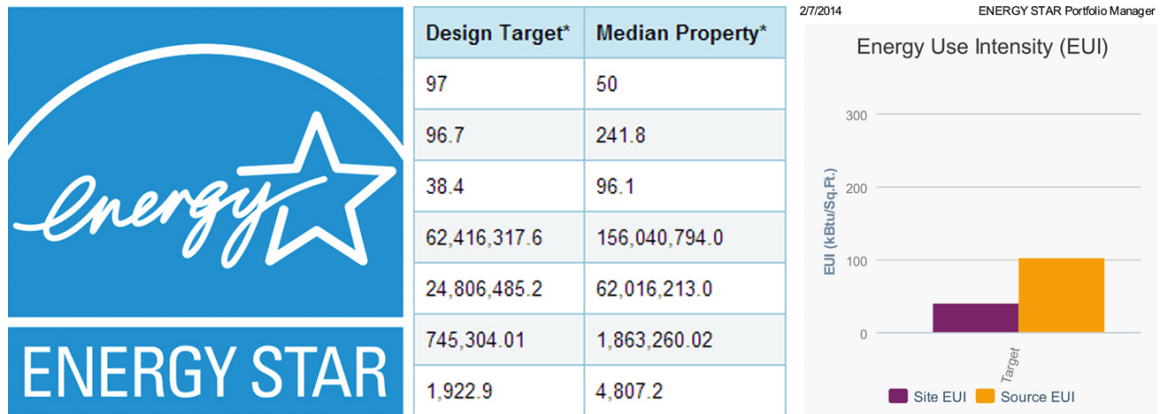 energy
ENERGY STAR
Design Target* Median Property*
97 50
96.7 241.8
38.4 96.1
62,416,317.6 156,040,794.0
24,806,485.2 62,016,213.0
745,304.01 1,863,260.02
1,922.9 4,807.2
2/7/2014 ENERGY STAR Portfolio Manager
Energy Use Intensity (EUI)
EUI (kBtu/Sq.Ft.)
300
200
100
0
Target
Site EUI Source EUI